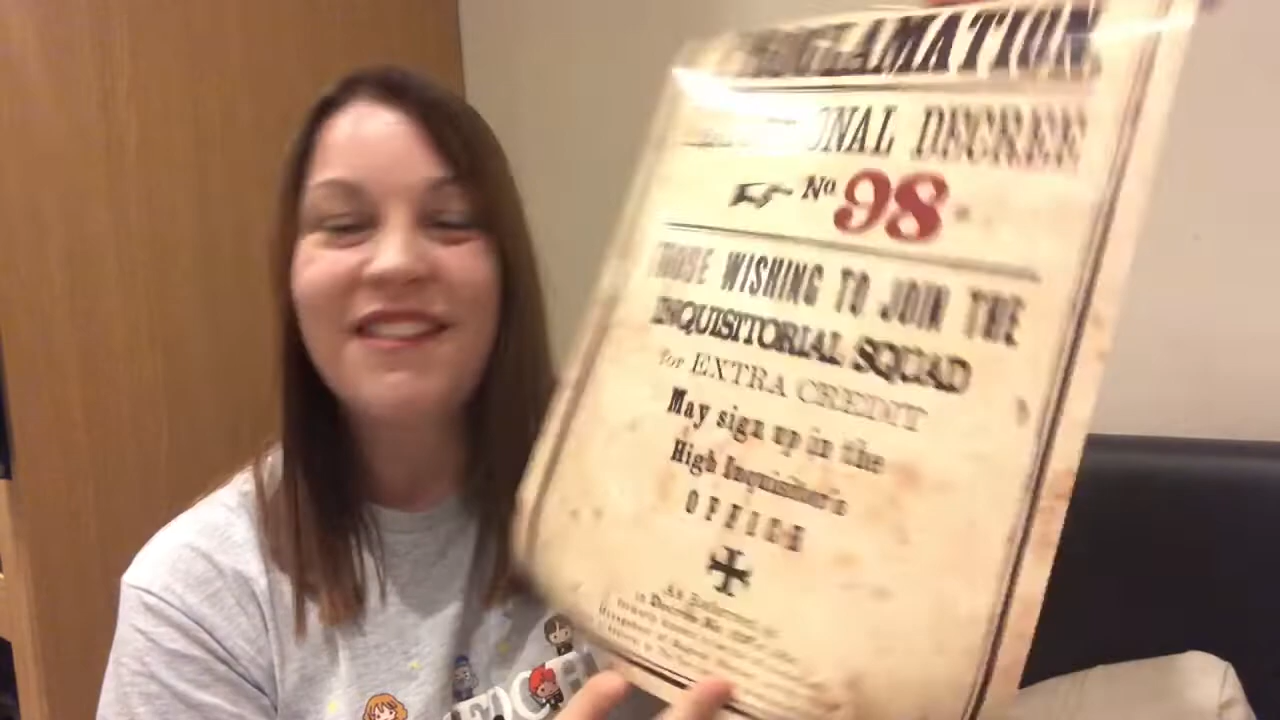 PROCLAMATION
EDUCATIONAL DECREE
No. 98
THOSE WISHING TO JOIN THE
INQUISITORIAL SQUAD
for EXTRA CREDIT
May sign up in the
High Inquisitor's
OFFICE